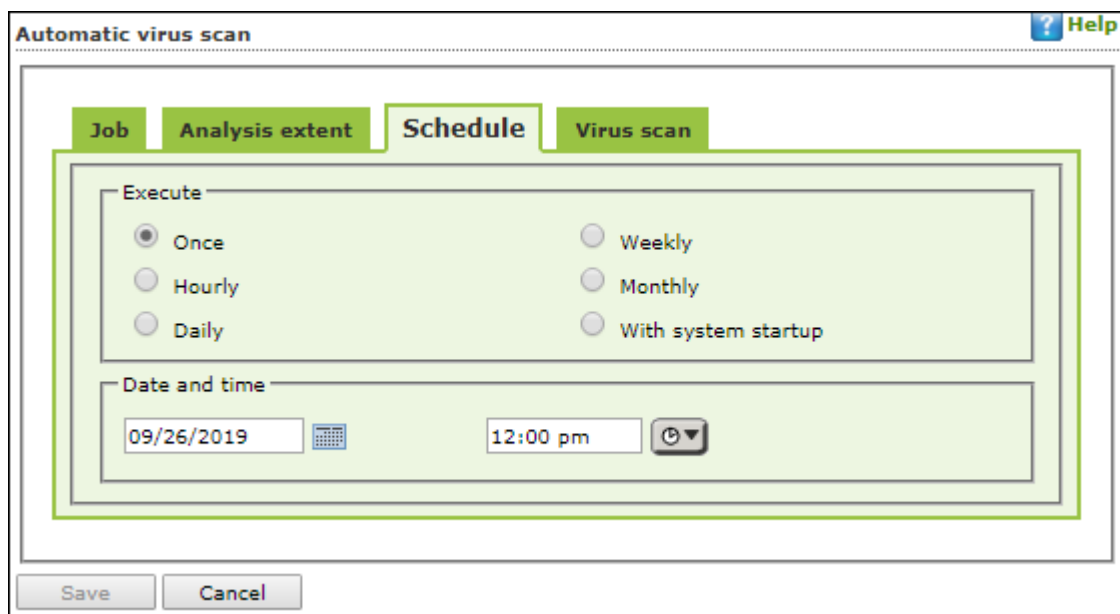 Automatic virus scan
? Help
Job Analysis extent Schedule Virus scan
Execute
Once Weekly
Hourly Monthly
Daily With system startup
Date and time
09/26/2019 12:00 pm
Save Cancel